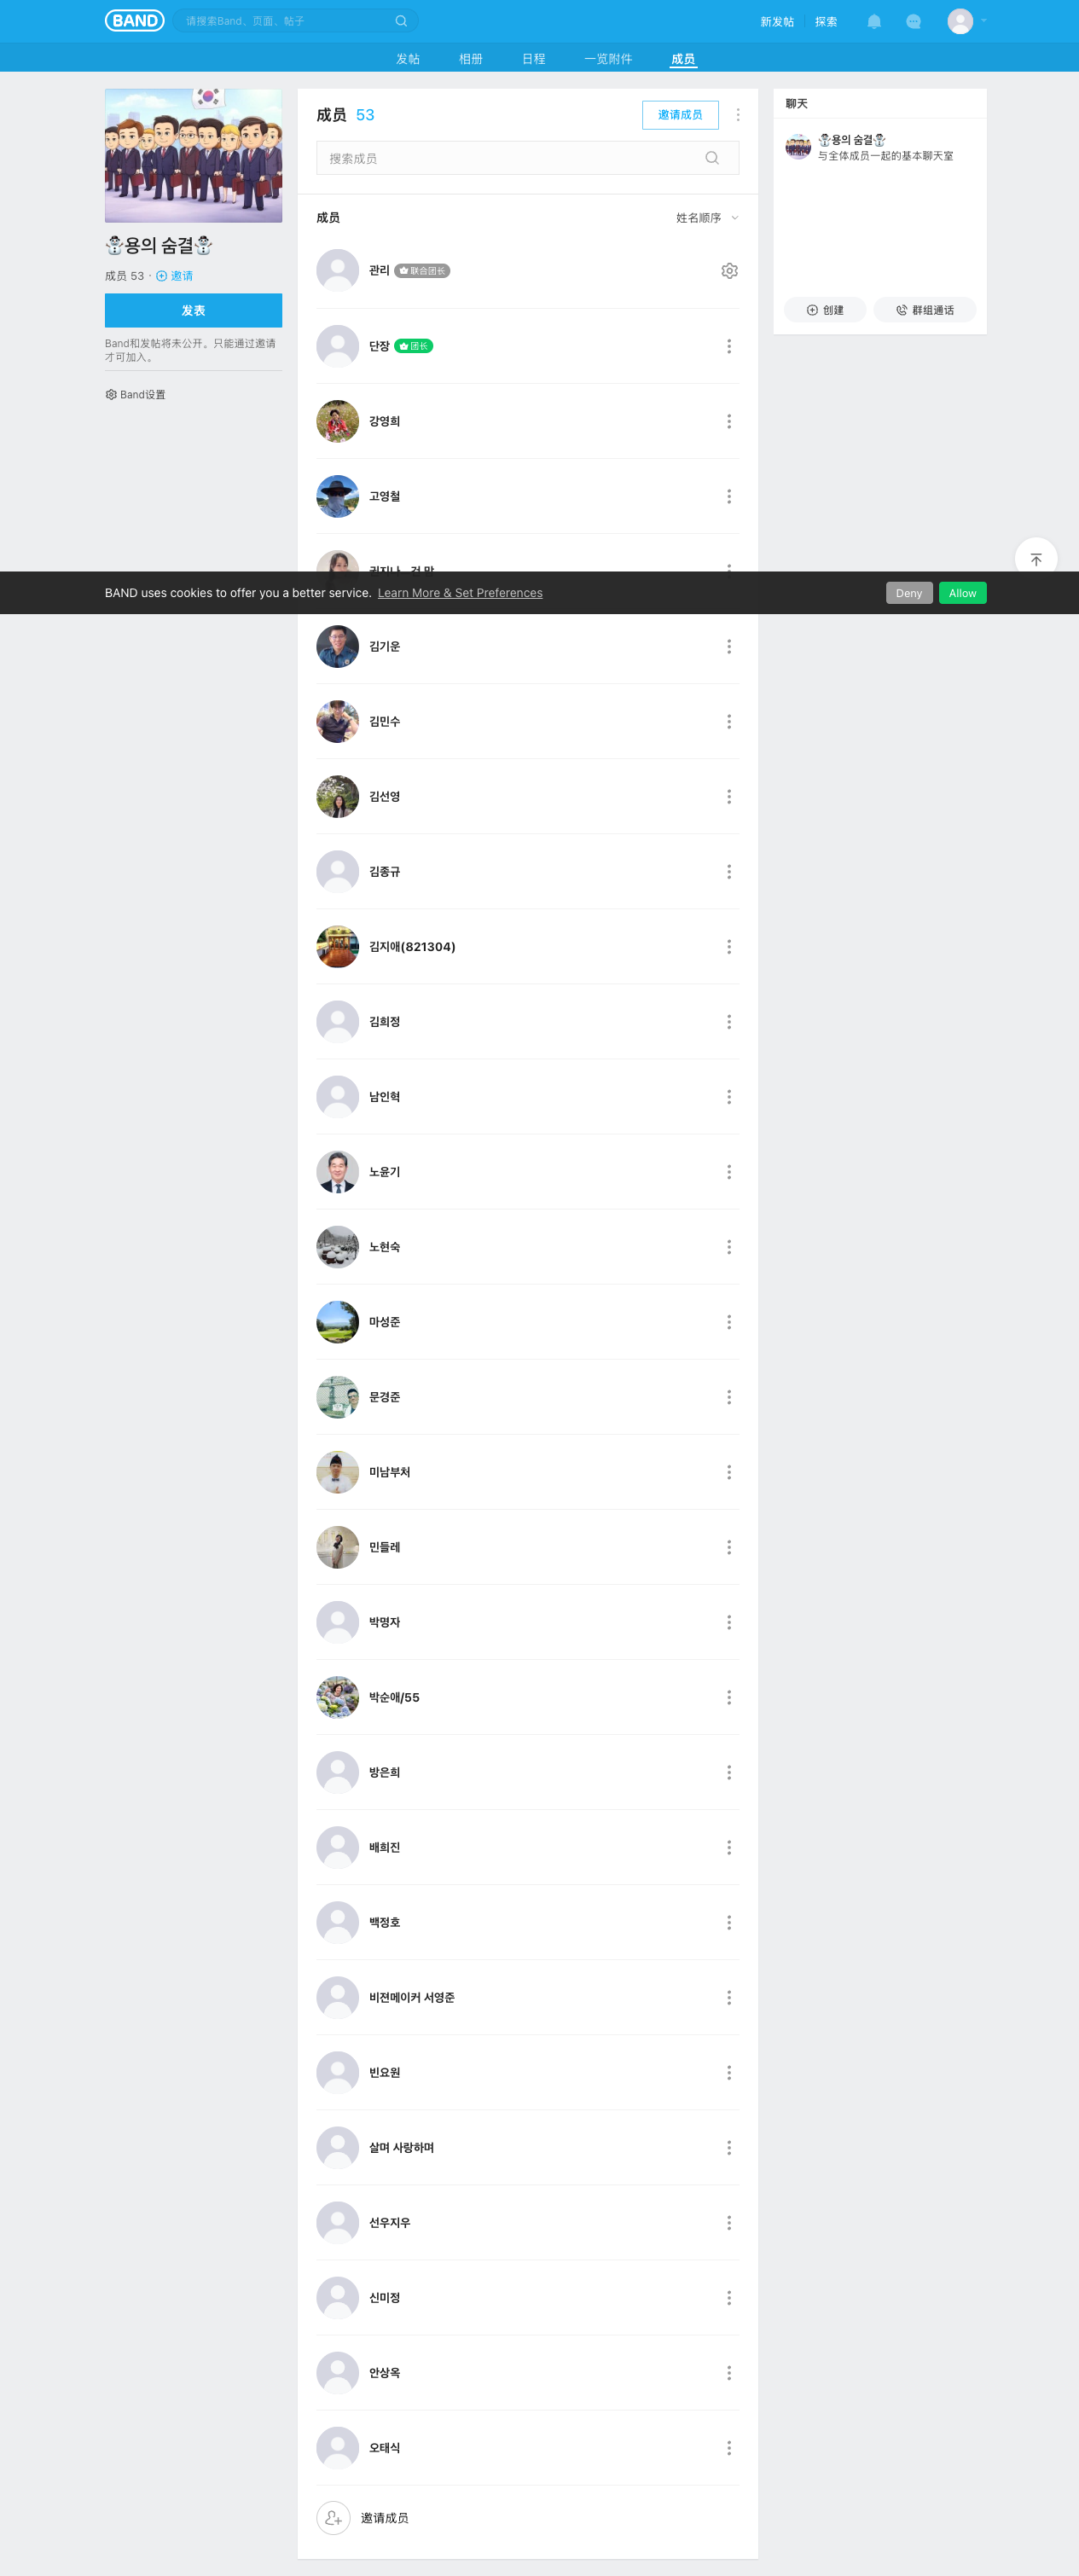 BAND
请搜索Band、页面、帖子
新发帖
探索
发帖
相册
日程
一览附件
成员
⛄용의 숨결⛄
成员 53 · 邀请
发表
Band和发帖将未公开。只能通过邀请
才可加入。
Band设置
成员 53
邀请成员
搜索成员
成员
姓名顺序
관리 联合团长
단장 团长
강영희
고영철
BAND uses cookies to offer you a better service. Learn More & Set Preferences
Deny
Allow
김기운
김민수
김선영
김종규
김지애(821304)
김희정
남인혁
노윤기
노현숙
마성준
문경준
미남부처
민들레
박명자
박순애/55
방은희
배희진
백정호
비젼메이커 서영준
빈요원
살며 사랑하며
선우지우
신미정
안상옥
오태식
邀请成员
聊天
⛄용의 숨결⛄
与全体成员一起的基本聊天室
创建
群组通话